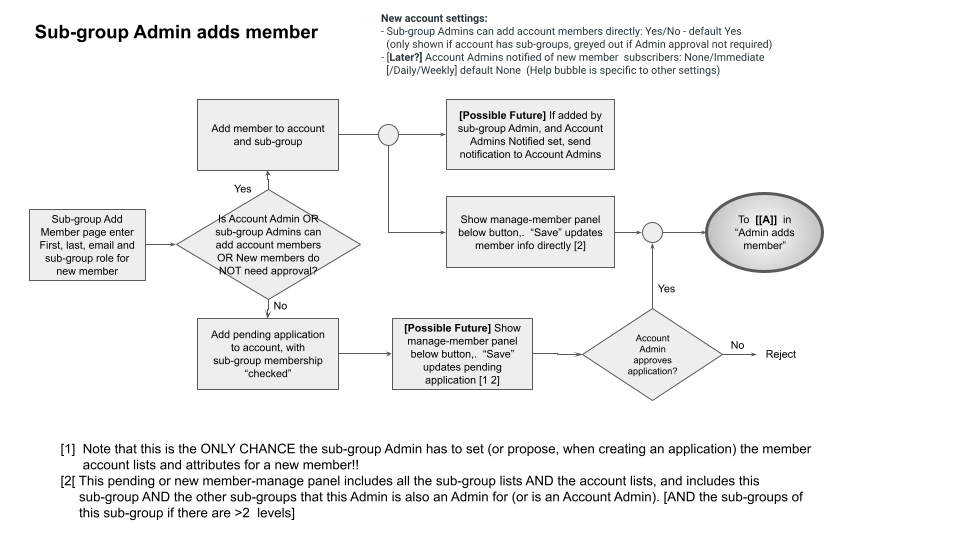 Sub-group Admin adds member
New account settings:
- Sub-group Admins can add account members directly: Yes/No - default Yes
(only shown if account has sub-groups, greyed out if Admin approval not required)
- [Later?] Account Admins notified of new member  subscribers: None/Immediate
[/Daily/Weekly] default None  (Help bubble is specific to other settings)
Add member to account
and sub-group
[Possible Future] If added by
sub-group Admin, and Account
Admins Notified set, send
notification to Account Admins
Yes
Sub-group Add
Member page enter
First, last, email and
sub-group role for
new member
Is Account Admin OR
sub-group Admins can
add account members
OR New members do
NOT need approval?
Show manage-member panel
below button,.  “Save” updates
member info directly [2]
To  [[A]]  in
“Admin adds
member”
No
Yes
Add pending application
to account, with
sub-group membership
“checked”
[Possible Future] Show
manage-member panel
below button,.  “Save”
updates pending
application [1 2]
Account
Admin
approves
application?
No
Reject
[1]  Note that this is the ONLY CHANCE the sub-group Admin has to set (or propose, when creating an application) the member
account lists and attributes for a new member!!
[2[ This pending or new member-manage panel includes all the sub-group lists AND the account lists, and includes this
sub-group AND the other sub-groups that this Admin is also an Admin for (or is an Account Admin). [AND the sub-groups of
this sub-group if there are >2  levels]